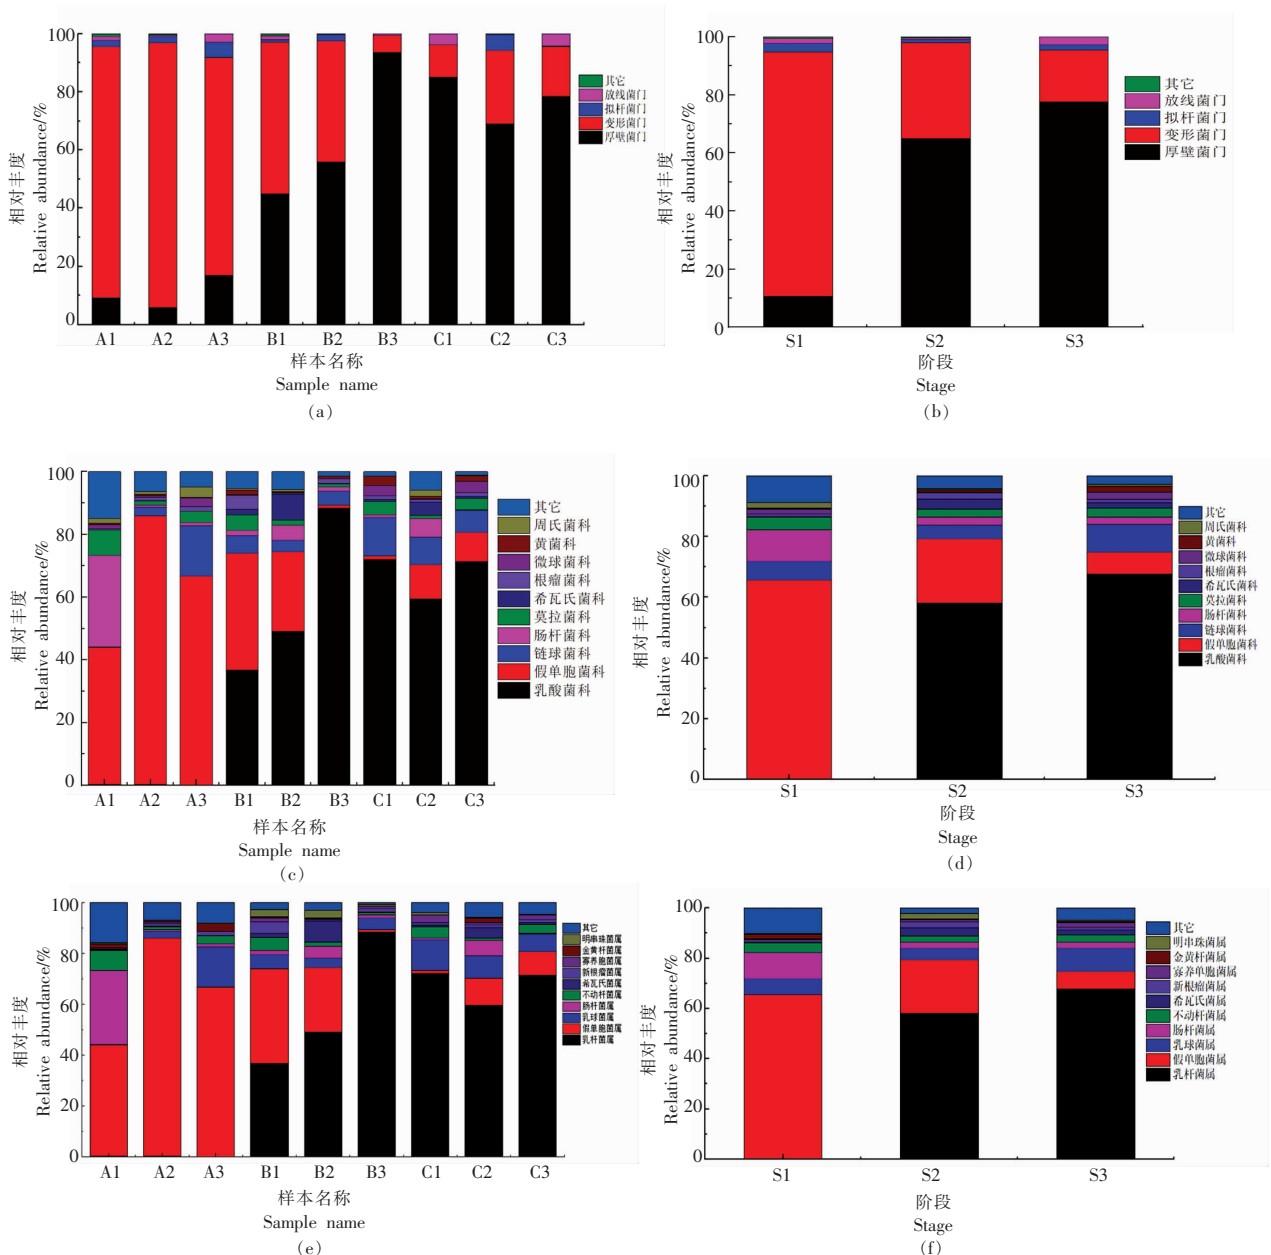 100
80
60
40
20
0
相对丰度
Relative abundance/%
其它
放线菌门
拟杆菌门
变形菌门
厚壁菌门
A1 A2 A3 B1 B2 B3 C1 C2 C3
样本名称
Sample name
(a)
100
80
60
40
20
0
相对丰度
Relative abundance/%
其它
放线菌门
拟杆菌门
变形菌门
厚壁菌门
S1 S2 S3
阶段
Stage
(b)
100
80
60
40
20
0
相对丰度
Relative abundance/%
其它
周氏菌科
黄菌科
微球菌科
根瘤菌科
希瓦氏菌科
莫拉菌科
肠杆菌科
链球菌科
假单胞菌科
乳酸菌科
A1 A2 A3 B1 B2 B3 C1 C2 C3
样本名称
Sample name
(c)
100
80
60
40
20
0
相对丰度
Relative abundance/%
其它
周氏菌科
黄菌科
微球菌科
根瘤菌科
希瓦氏菌科
莫拉菌科
肠杆菌科
链球菌科
假单胞菌科
乳酸菌科
S1 S2 S3
阶段
Stage
(d)
100
80
60
40
20
0
相对丰度
Relative abundance/%
其它
明串珠菌属
金黄杆菌属
寡养胞菌属
新根瘤菌属
希瓦氏菌属
不动杆菌属
肠杆菌属
乳球菌属
假单胞菌属
乳杆菌属
A1 A2 A3 B1 B2 B3 C1 C2 C3
样本名称
Sample name
(e)
100
80
60
40
20
0
相对丰度
Relative abundance/%
其它
明串珠菌属
金黄杆菌属
寡养单胞菌属
新根瘤菌属
希瓦氏菌属
不动杆菌属
肠杆菌属
乳球菌属
假单胞菌属
乳杆菌属
S1 S2 S3
阶段
Stage
(f)